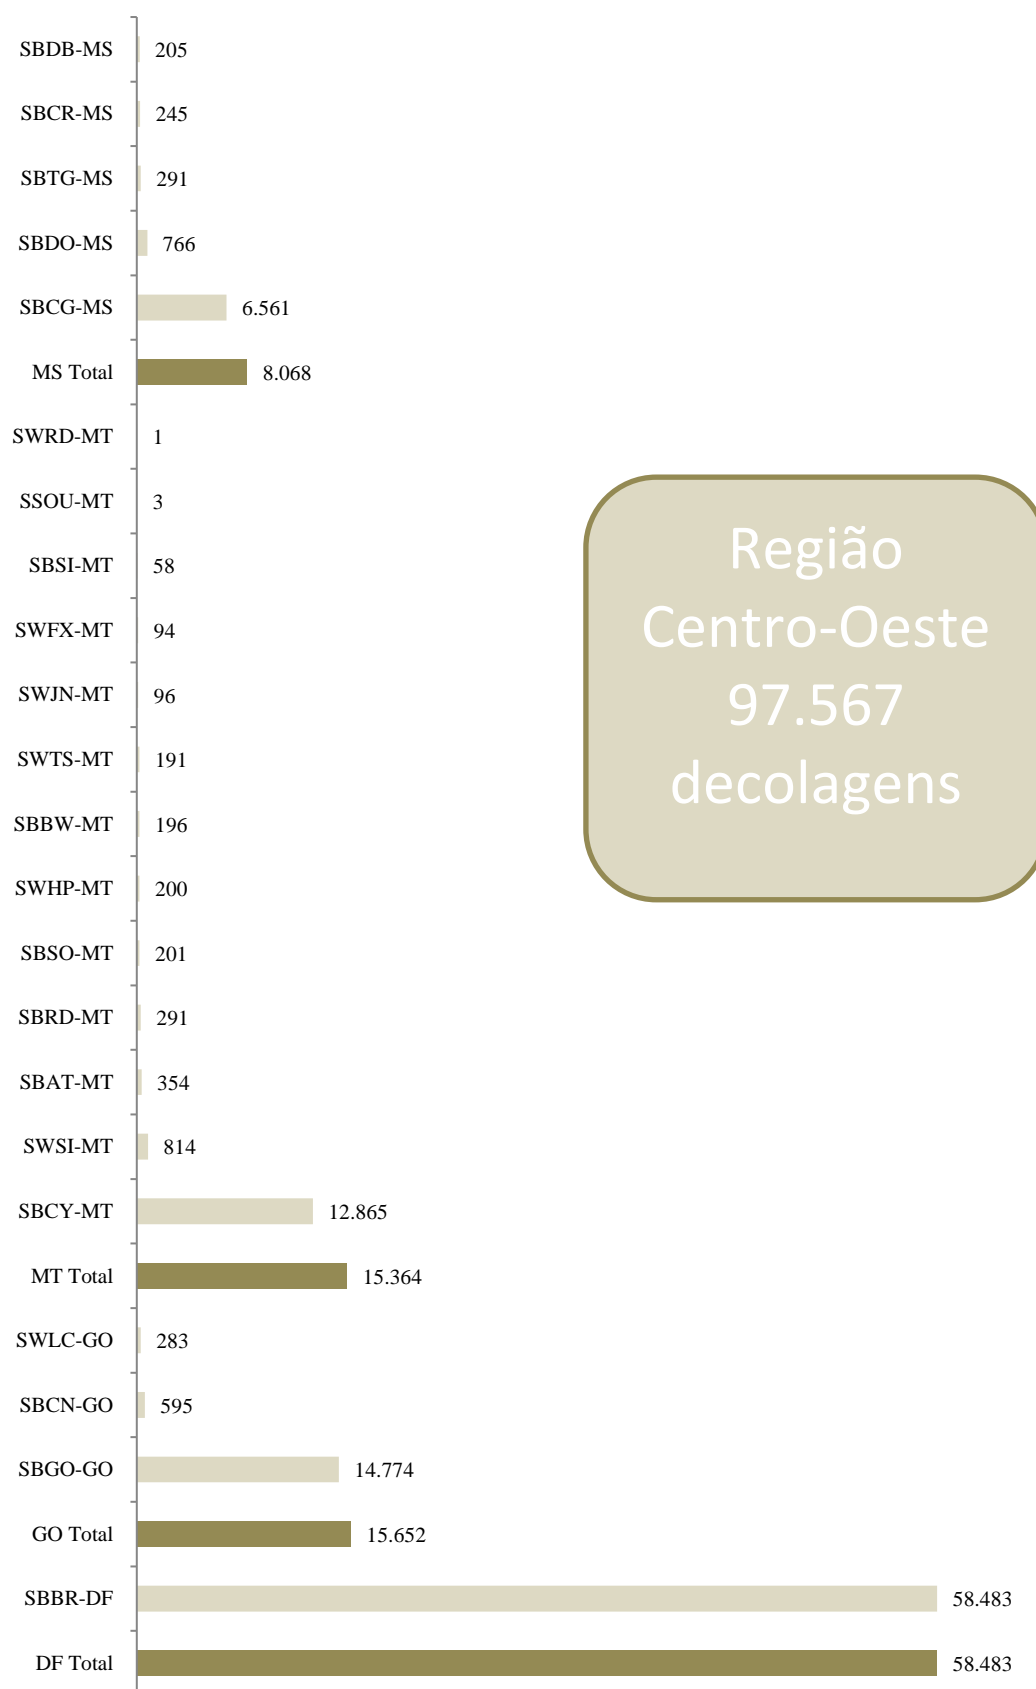 SBDB-MS 205
SBCR-MS 245
SBTG-MS 291
SBDO-MS 766
SBCG-MS 6.561
MS Total 8.068
SWRD-MT 1
SSOU-MT 3
SBSI-MT 58
SWFX-MT 94
SWJN-MT 96
SWTS-MT 191
SBBW-MT 196
SWHP-MT 200
SBSO-MT 201
SBRD-MT 291
SBAT-MT 354
SWSI-MT 814
SBCY-MT 12.865
MT Total 15.364
SWLC-GO 283
SBCN-GO 595
SBGO-GO 14.774
GO Total 15.652
SBBR-DF 58.483
DF Total 58.483
Região
Centro-Oeste
97.567
decolagens